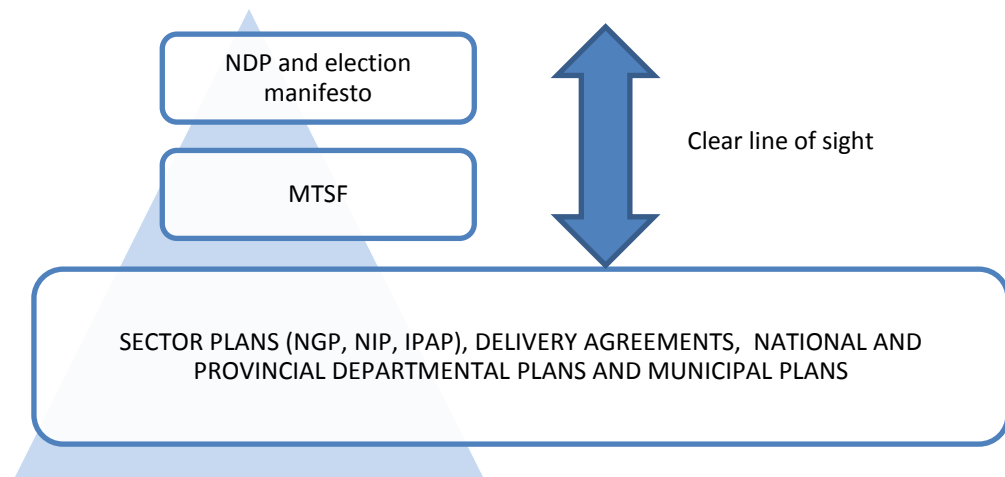 NDP and election
manifesto
Clear line of sight
MTSF
SECTOR PLANS (NGP, NIP, IPAP), DELIVERY AGREEMENTS,  NATIONAL AND
PROVINCIAL DEPARTMENTAL PLANS AND MUNICIPAL PLANS